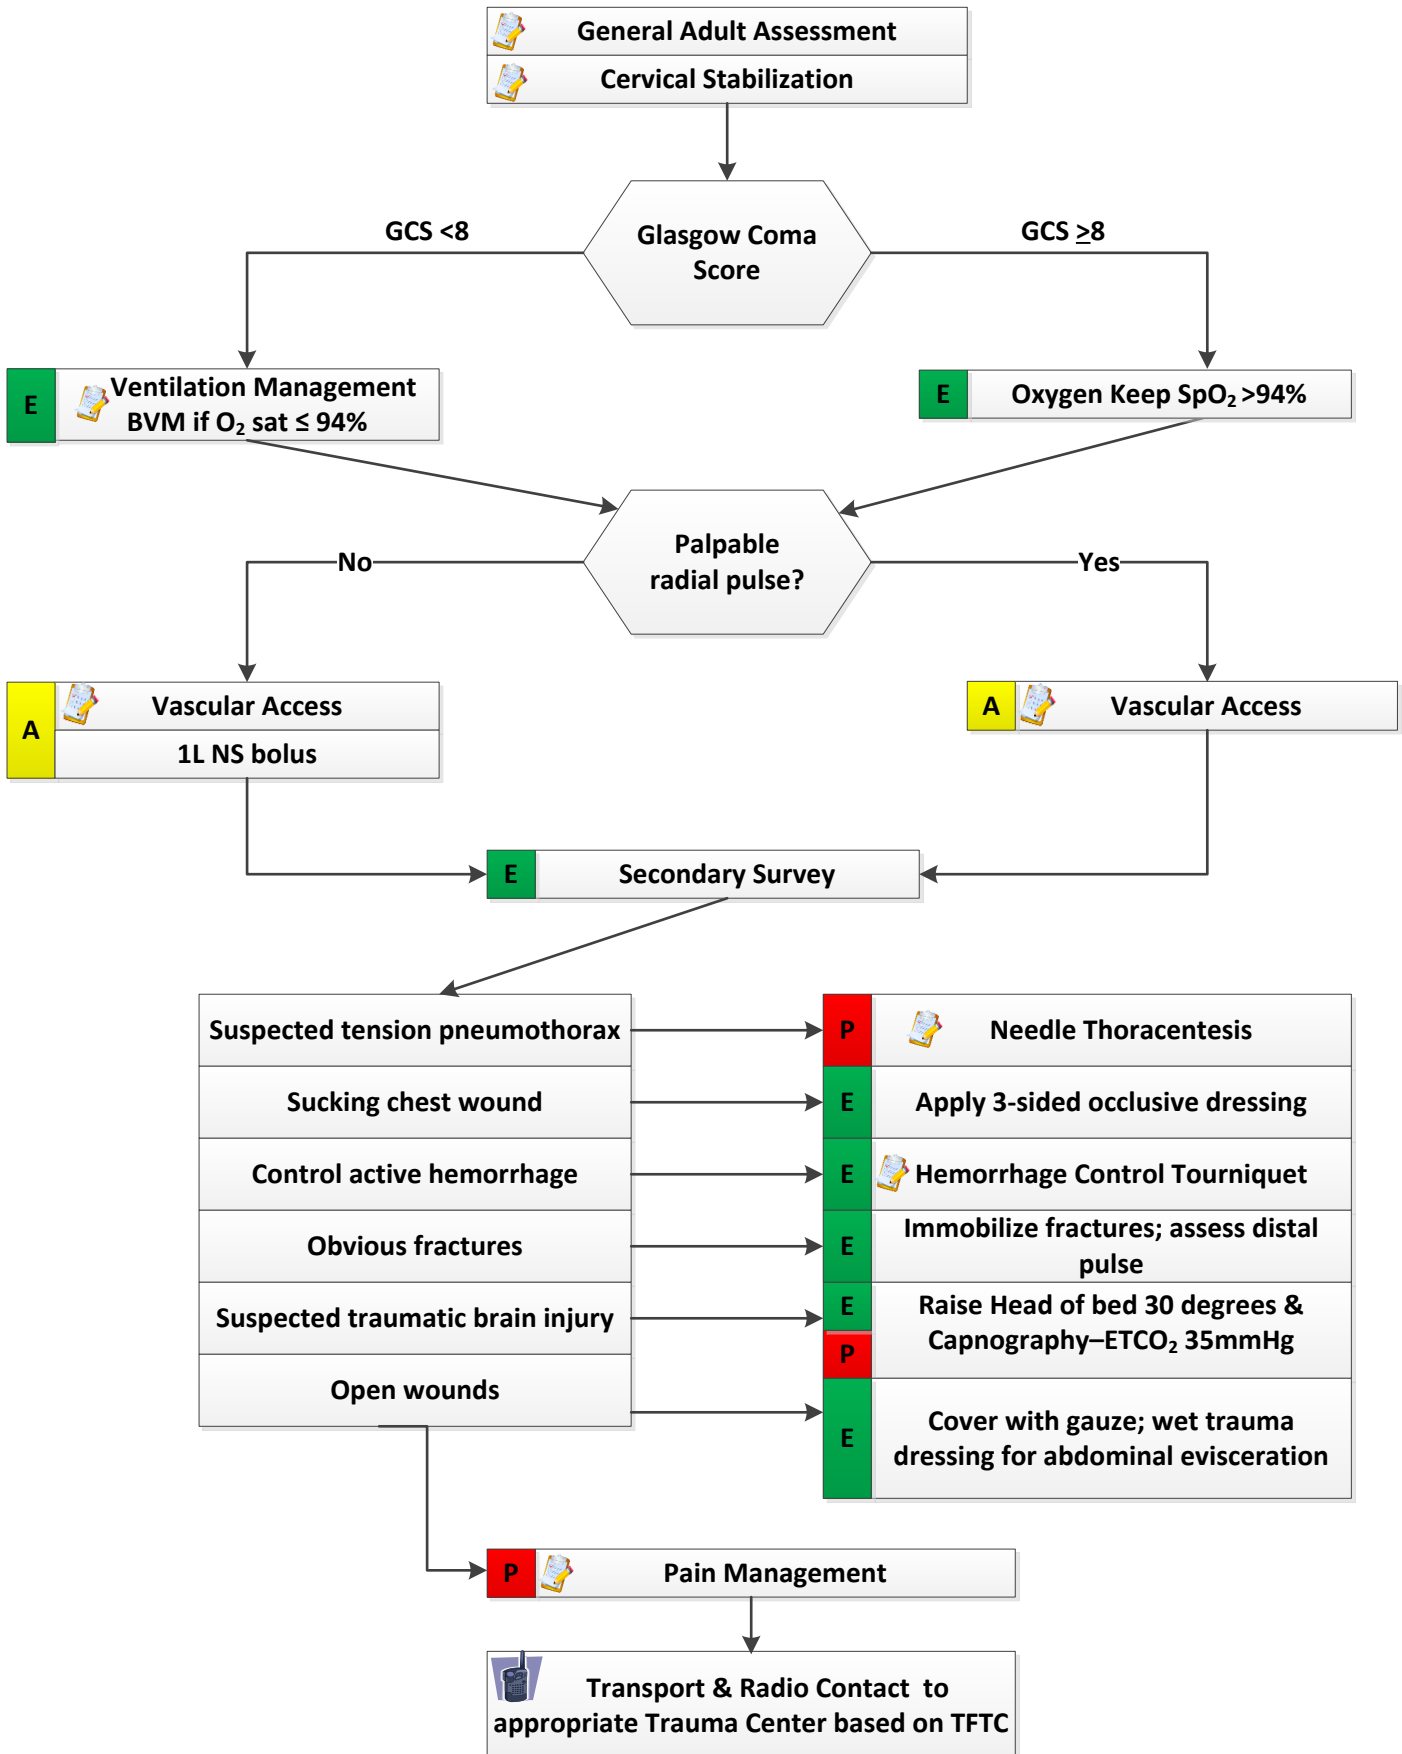 General Adult Assessment
Cervical Stabilization
Glasgow Coma
Score
GCS <8
GCS ≥8
E
Ventilation Management
BVM if O₂ sat ≤ 94%
E
Oxygen Keep SpO₂ >94%
Palpable
radial pulse?
No
Yes
A
Vascular Access
1L NS bolus
A
Vascular Access
E
Secondary Survey
Suspected tension pneumothorax
P
Needle Thoracentesis
Sucking chest wound
E
Apply 3-sided occlusive dressing
Control active hemorrhage
E
Hemorrhage Control Tourniquet
Obvious fractures
E
Immobilize fractures; assess distal
pulse
Suspected traumatic brain injury
E
P
Raise Head of bed 30 degrees &
Capnography–ETCO₂ 35mmHg
Open wounds
E
Cover with gauze; wet trauma
dressing for abdominal evisceration
P
Pain Management
Transport & Radio Contact to
appropriate Trauma Center based on TFTC